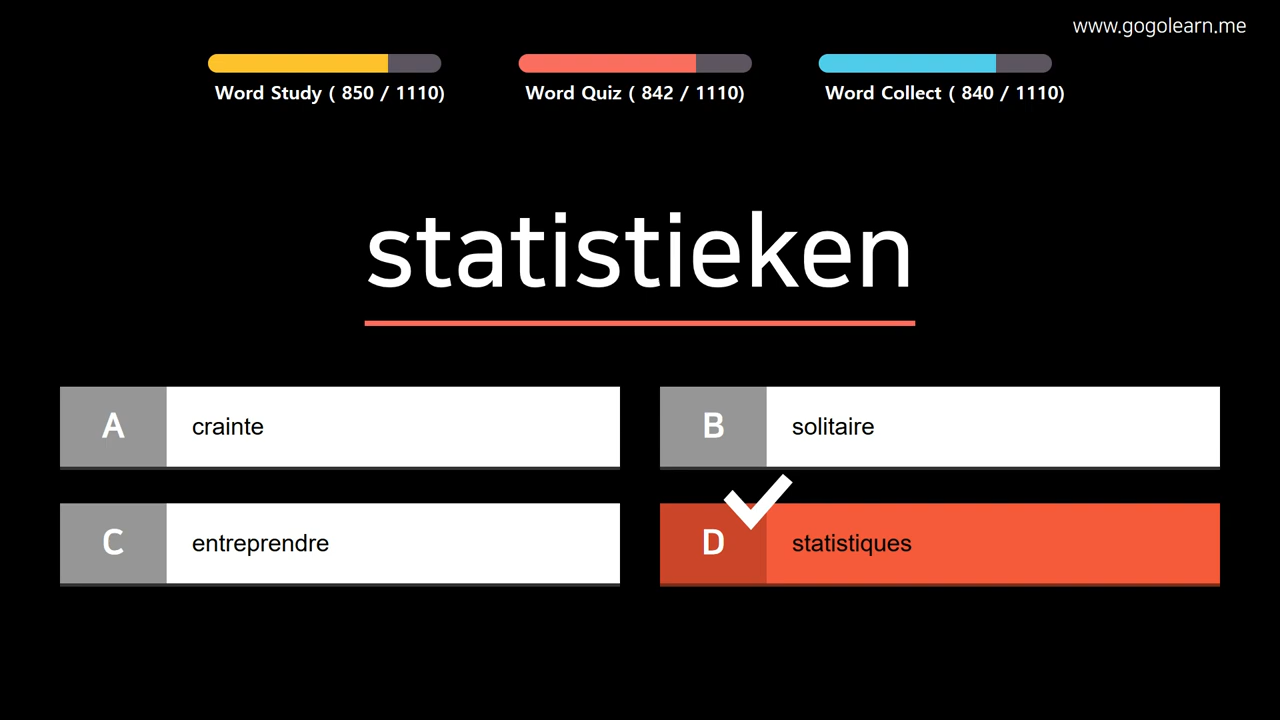 www.gogolearn.me
Word Study ( 850 / 1110)
Word Quiz ( 842 / 1110)
Word Collect ( 840 / 1110)
statistieken
A crainte
B solitaire
C entreprendre
D statistiques